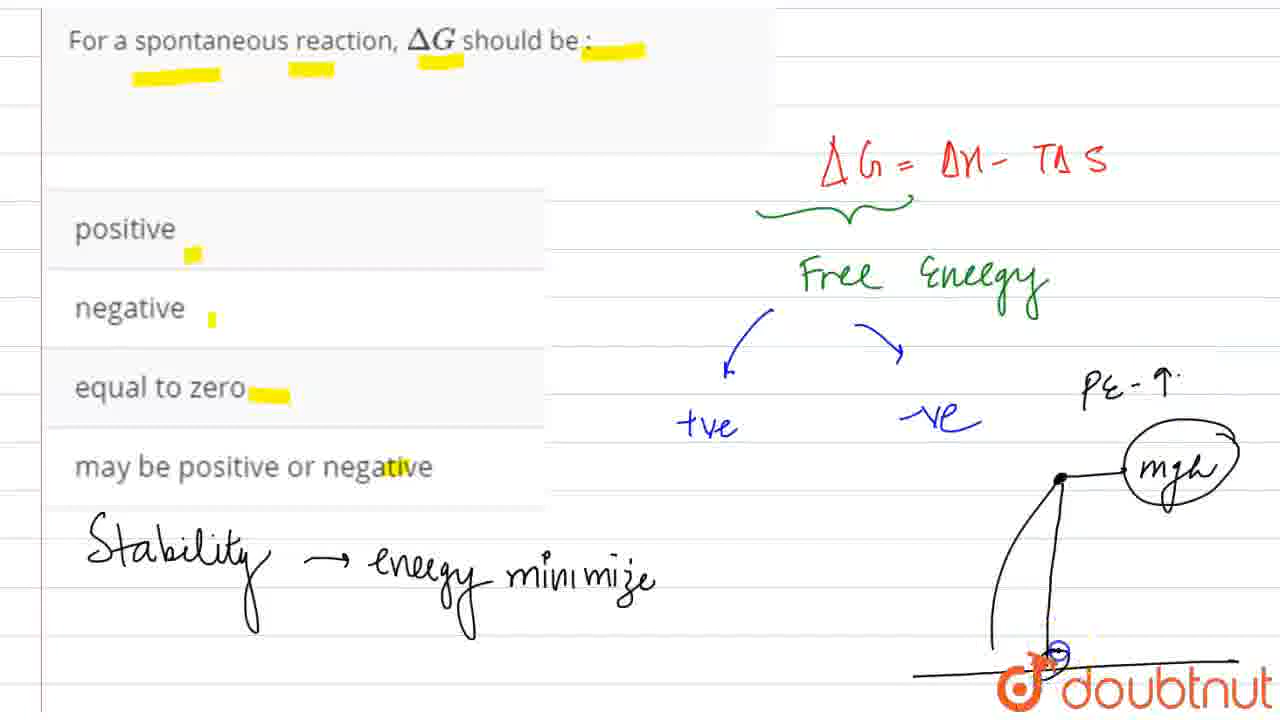 For a spontaneous reaction, ΔG should be :
positive
negative
equal to zero
may be positive or negative
ΔG = ΔH - TΔS
Free Energy
+ve
-ve
PE - ↑
mgh
Stability → energy minimize
doubtnut